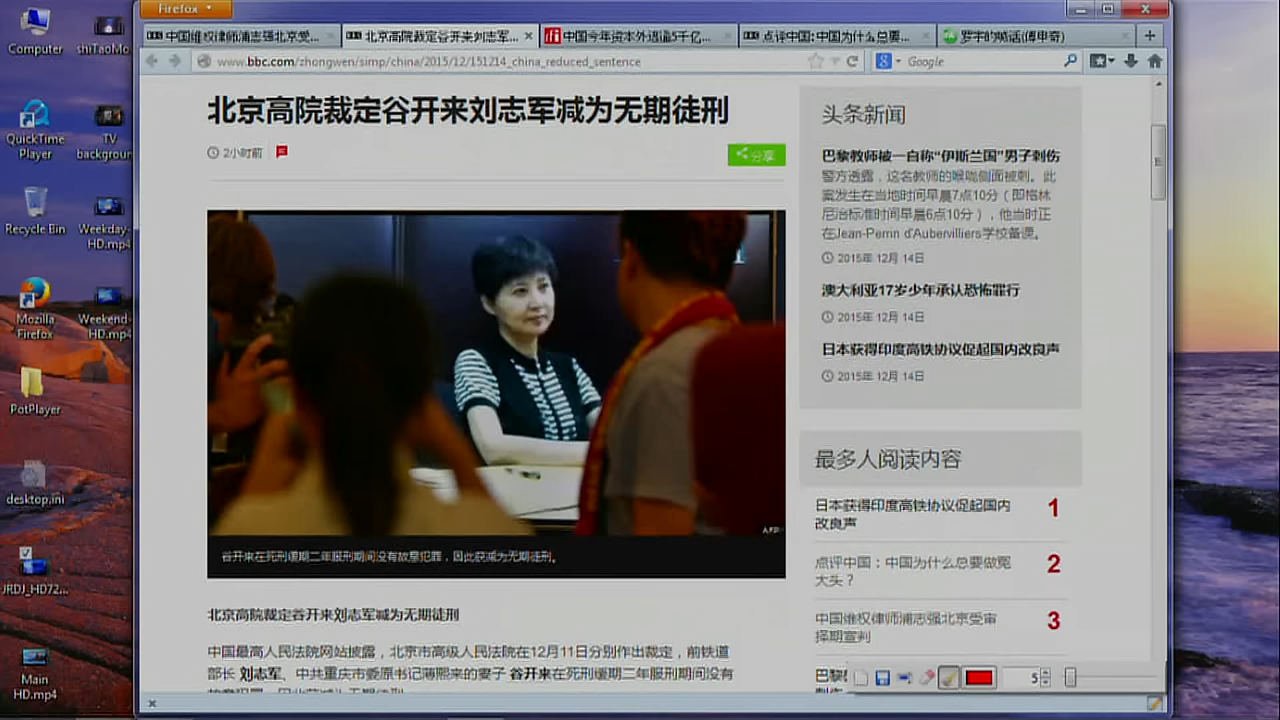 Firefox
中国维权律师浦志强北京受...
北京高院裁定谷开来刘志军...
中国今年资本外逃逾5千亿...
点评中国:中国为什么总要...
罗宇的喊话(傅申奇)
www.bbc.com/zhongwen/simp/china/2015/12/151214_china_reduced_sentence
Google
Computer
shiTaoMo
QuickTime Player
TV backgroun
Recycle Bin
Weekday-HD.mp4
Mozilla Firefox
Weekend-HD.mp4
PotPlayer
desktop.ini
JRDJ_HD72...
Main HD.mp4
北京高院裁定谷开来刘志军减为无期徒刑
2小时前
分享
AFP
谷开来在死刑缓期二年服刑期间没有故意犯罪，因此获减为无期徒刑。
北京高院裁定谷开来刘志军减为无期徒刑
中国最高人民法院网站披露，北京市高级人民法院在12月11日分别作出裁定，前铁道
部长 刘志军、中共重庆市委原书记薄熙来的妻子 谷开来在死刑缓期二年服刑期间没有
头条新闻
巴黎教师被一自称“伊斯兰国”男子刺伤
警方透露，这名教师的喉咙侧面被刺。此
案发生在当地时间早晨7点10分（即格林
尼治标准时间早晨6点10分），他当时正
在Jean-Perrin d'Aubervilliers学校备课。
2015年 12月 14日
澳大利亚17岁少年承认恐怖罪行
2015年 12月 14日
日本获得印度高铁协议促起国内改良声
2015年 12月 14日
最多人阅读内容
日本获得印度高铁协议促起国内
改良声
1
点评中国：中国为什么总要做冤
大头？
2
中国维权律师浦志强北京受审
择期宣判
3
5